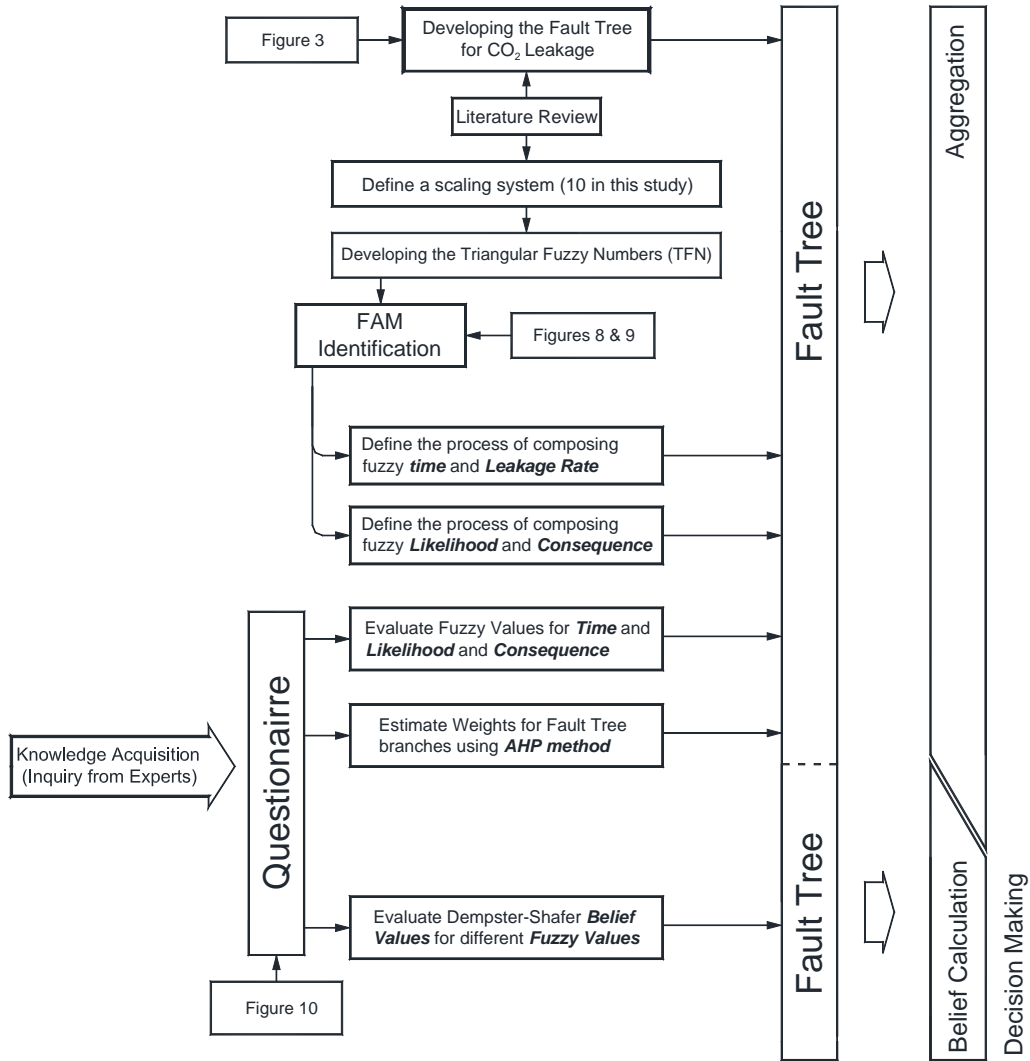 Figure 3
Developing the Fault Tree
for CO₂ Leakage
Literature Review
Define a scaling system (10 in this study)
Developing the Triangular Fuzzy Numbers (TFN)
FAM
Identification
Figures 8 & 9
Define the process of composing
fuzzy time and Leakage Rate
Define the process of composing
fuzzy Likelihood and Consequence
Evaluate Fuzzy Values for Time and
Likelihood and Consequence
Estimate Weights for Fault Tree
branches using AHP method
Knowledge Acquisition
(Inquiry from Experts)
Questionairre
Evaluate Dempster-Shafer Belief
Values for different Fuzzy Values
Figure 10
Fault Tree
Fault Tree
Aggregation
Belief Calculation
Decision Making